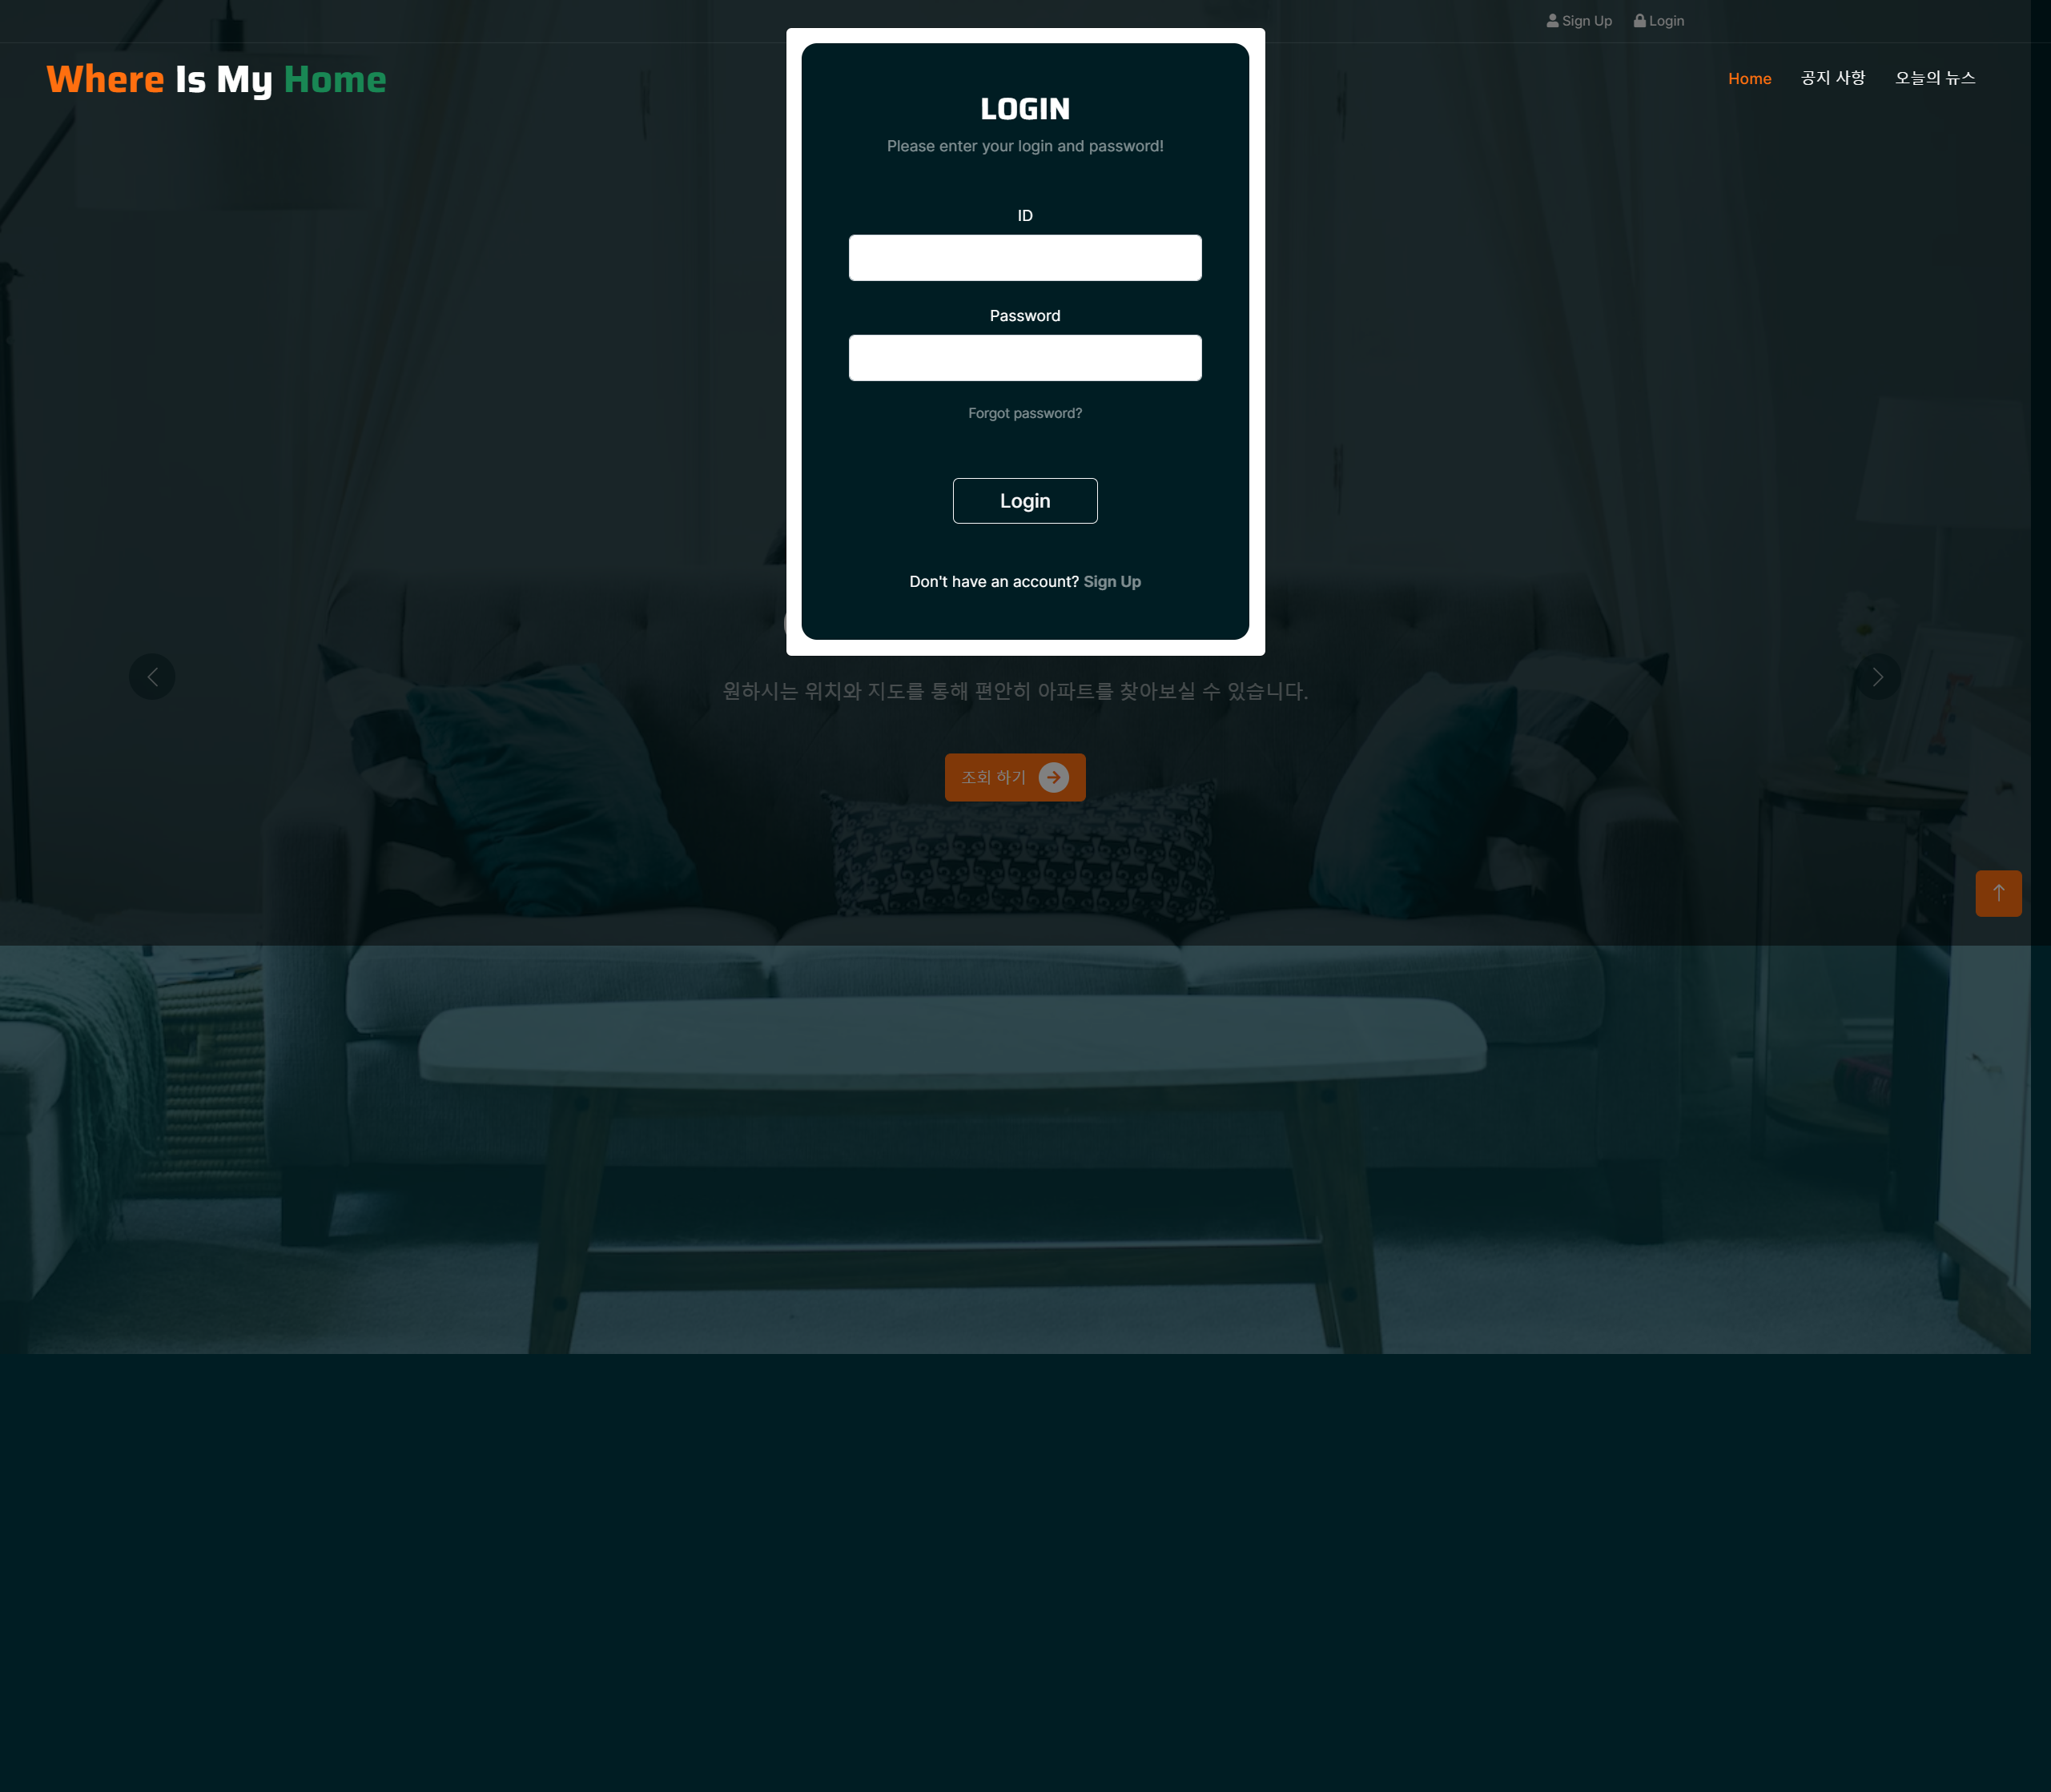 Sign Up Login
Where Is My Home
Home 공지 사항 오늘의 뉴스
LOGIN
Please enter your login and password!
ID
Password
Forgot password?
Login
Don't have an account? Sign Up
원하시는 위치와 지도를 통해 편안히 아파트를 찾아보실 수 있습니다.
조회 하기